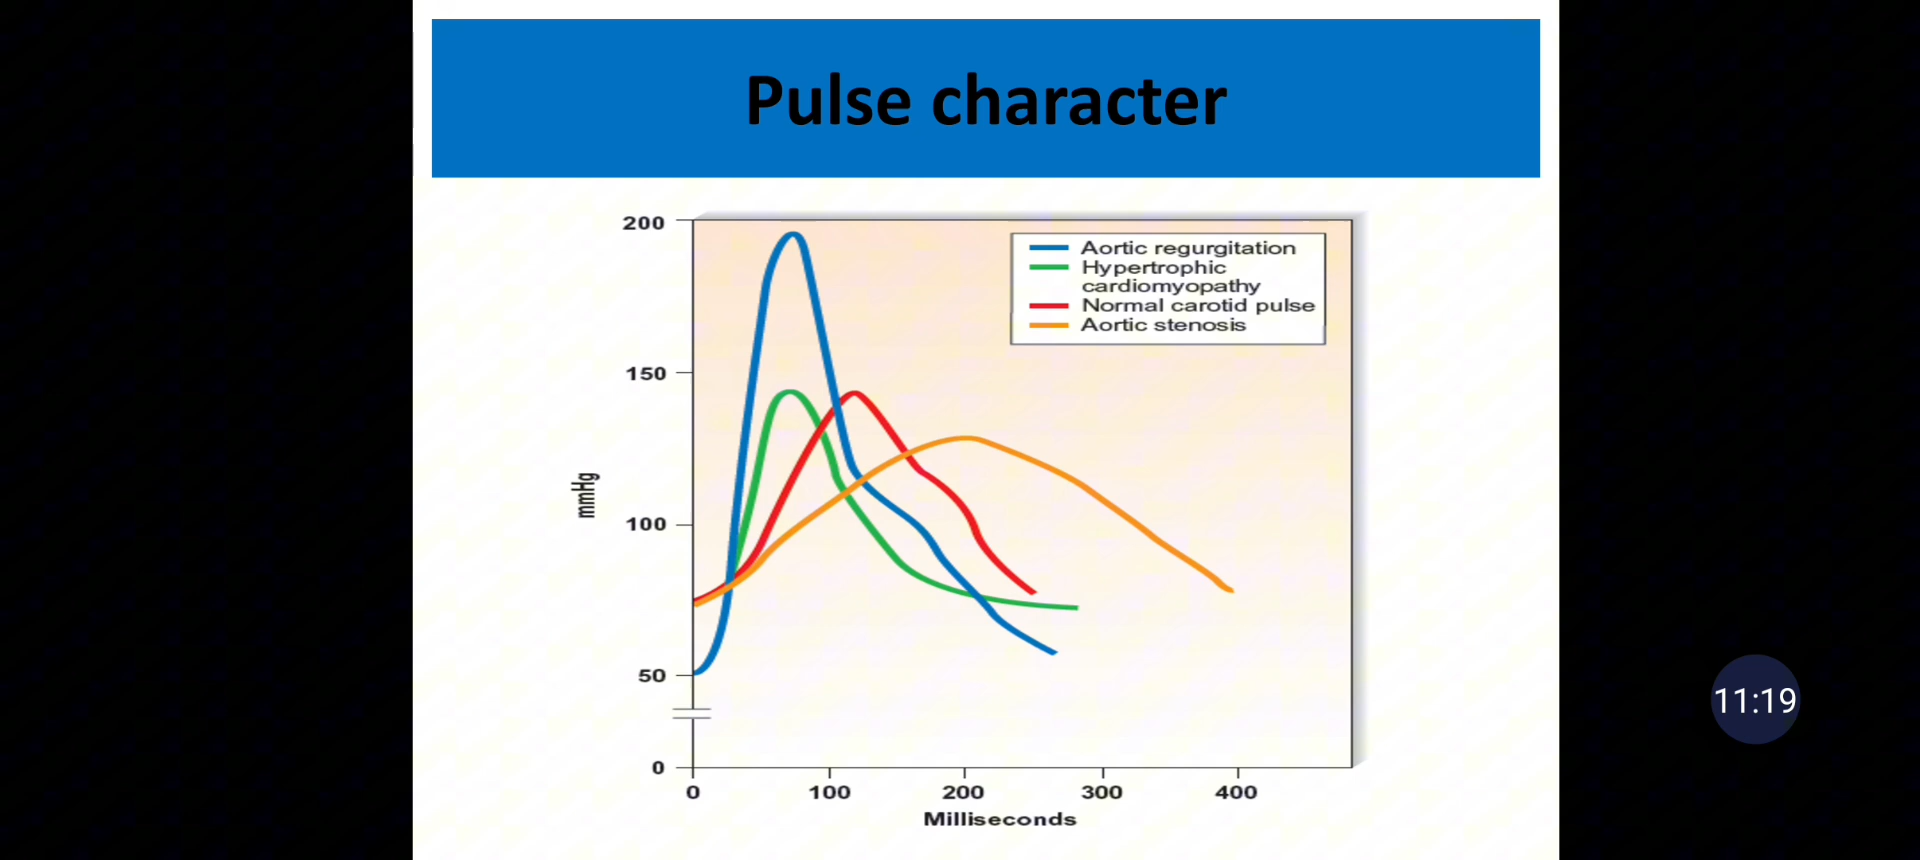 Pulse character
200
150
mmHg
100
50
0
Aortic regurgitation
Hypertrophic
cardiomyopathy
Normal carotid pulse
Aortic stenosis
0 100 200 300 400
Milliseconds
11:19